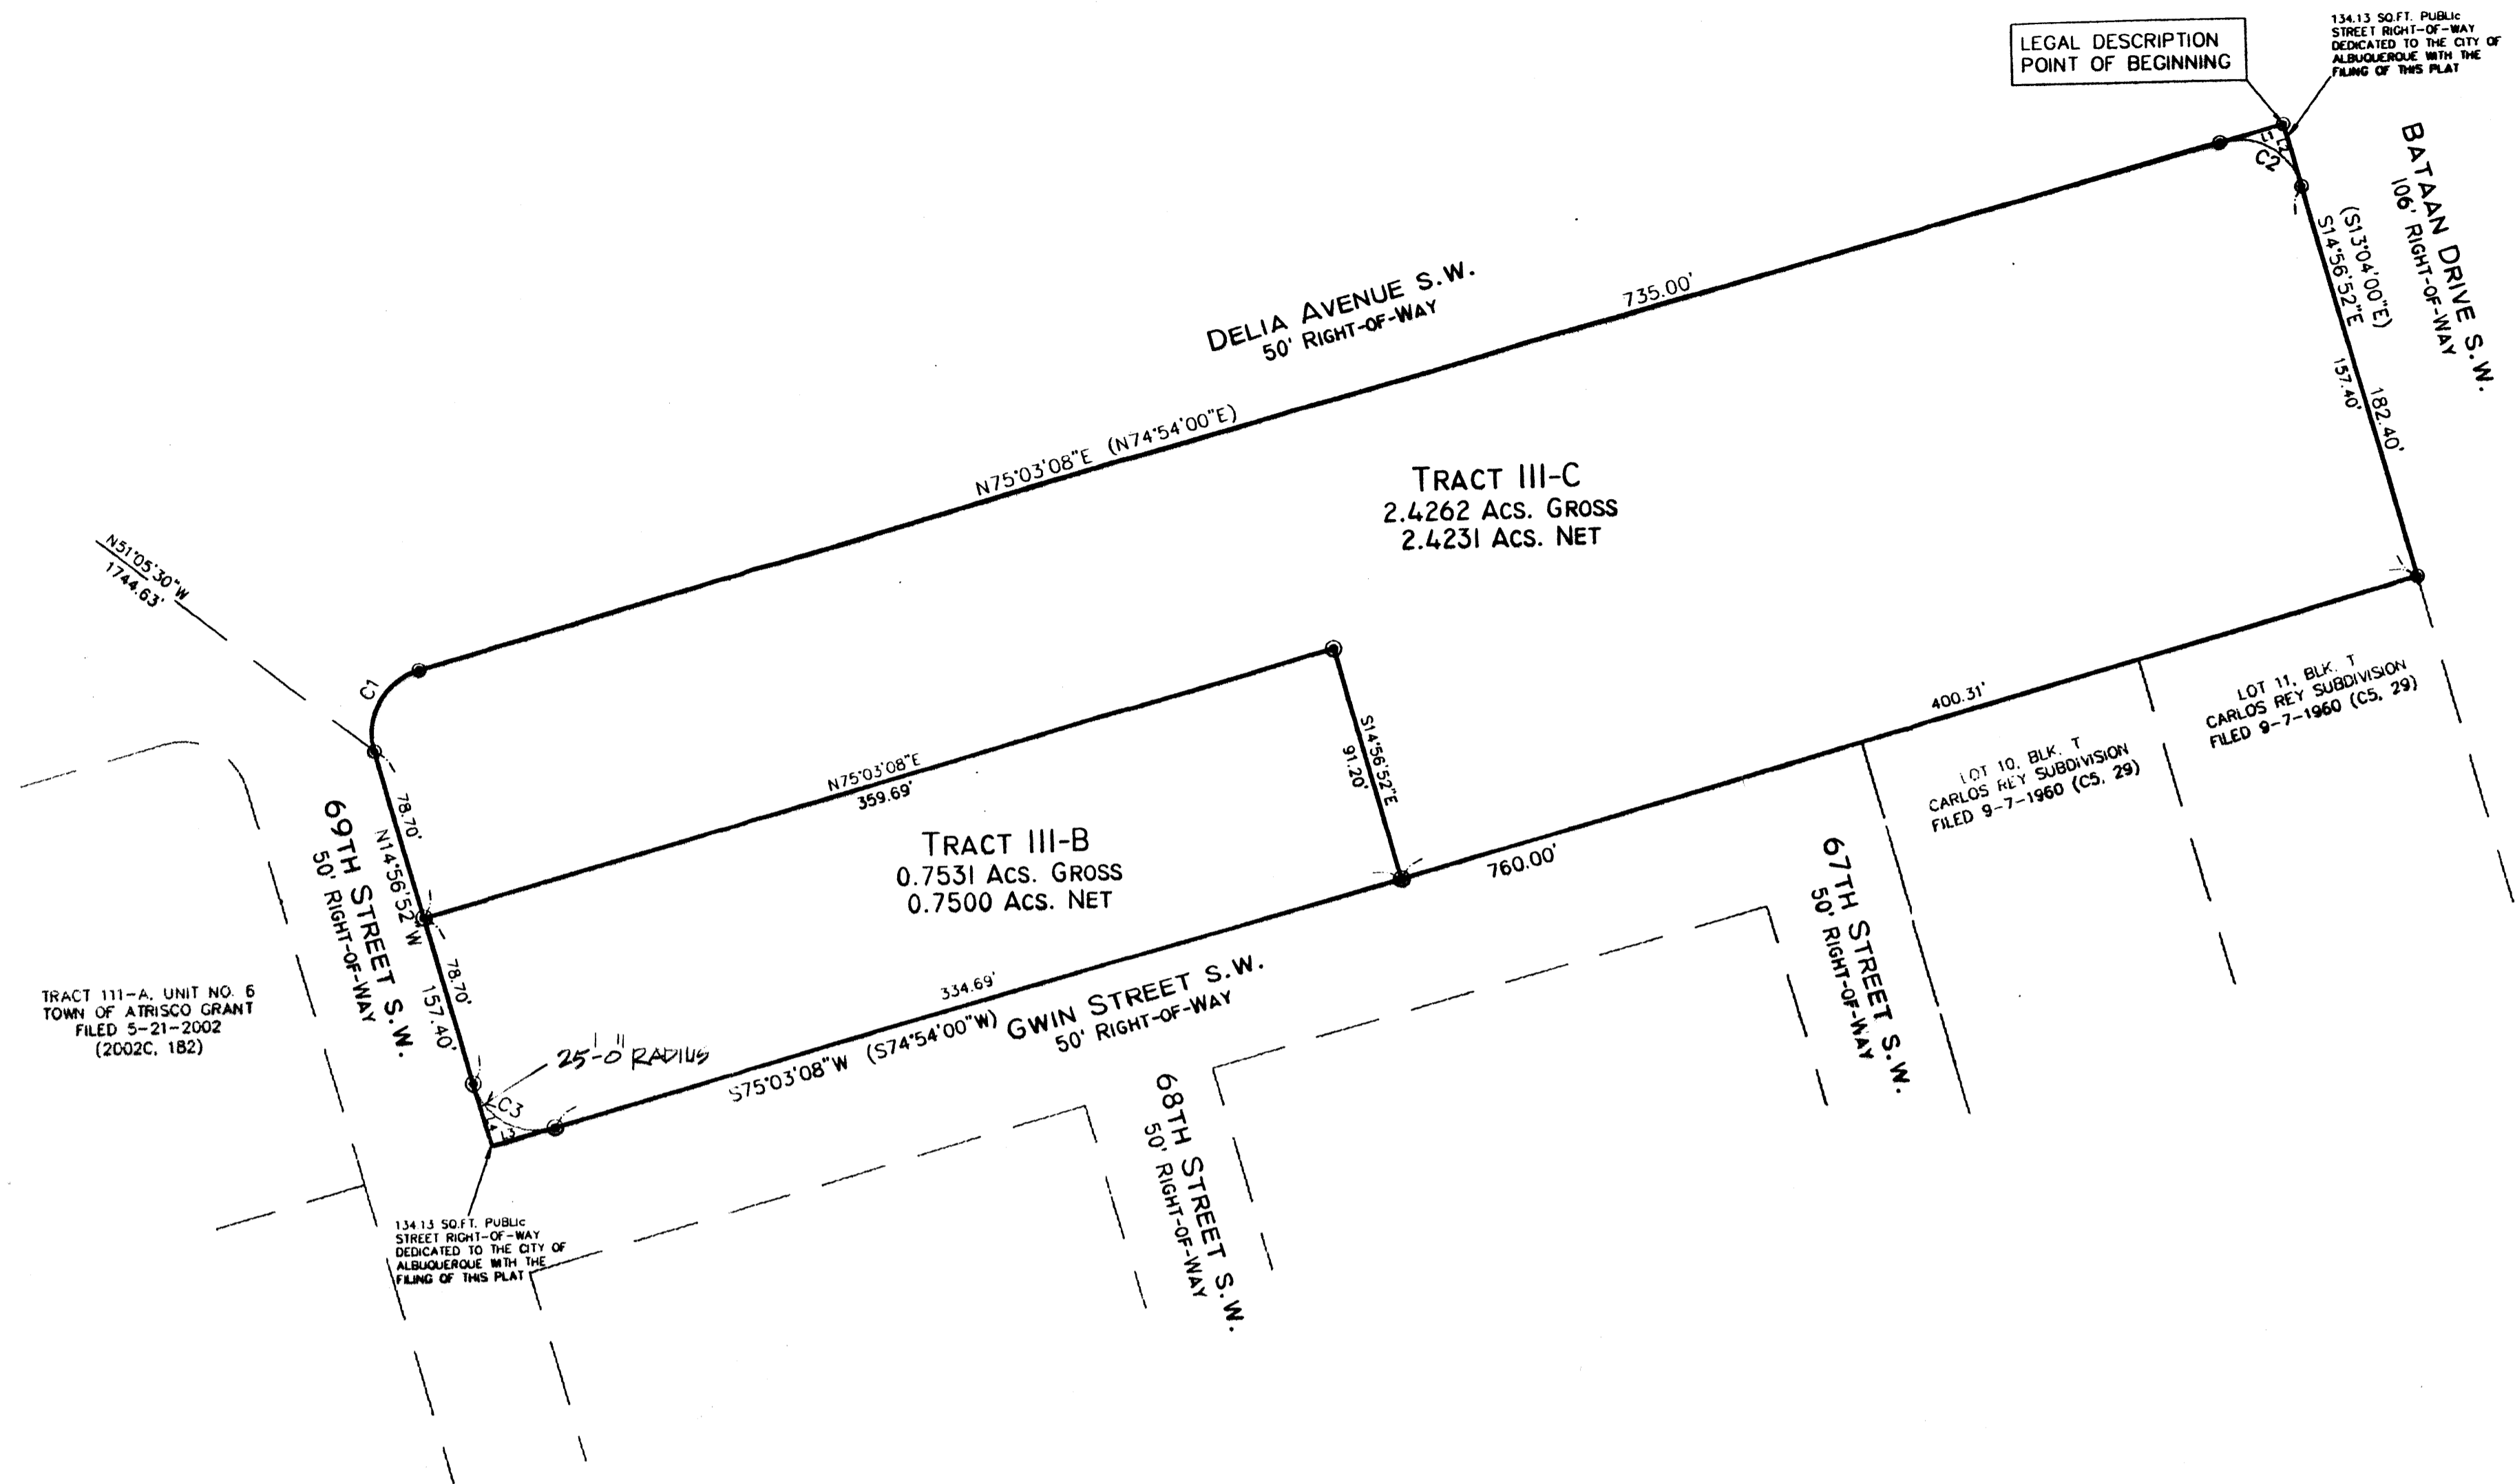 LEGAL DESCRIPTION
POINT OF BEGINNING
134.13 SQ.FT. PUBLIC
STREET RIGHT-OF-WAY
DEDICATED TO THE CITY OF
ALBUQUERQUE WITH THE
FILING OF THIS PLAT
L1
L2
C2
BATAAN DRIVE S.W.
106' RIGHT-OF-WAY
(S13°04'00"E)
S14°56'52"E
157.40'
182.40'
DELIA AVENUE S.W.
50' RIGHT-OF-WAY
735.00'
N75°03'08"E (N74°54'00"E)
TRACT III-C
2.4262 ACS. GROSS
2.4231 ACS. NET
N51°05'30"W
1744.63'
C1
78.70'
N14°56'52"W
69TH STREET S.W.
50' RIGHT-OF-WAY
N75°03'08"E
359.69'
S14°56'52"E
91.20'
TRACT III-B
0.7531 ACS. GROSS
0.7500 ACS. NET
400.31'
760.00'
LOT 11, BLK. T
CARLOS REY SUBDIVISION
FILED 9-7-1960 (C5, 29)
LOT 10, BLK. T
CARLOS REY SUBDIVISION
FILED 9-7-1960 (C5, 29)
67TH STREET S.W.
50' RIGHT-OF-WAY
78.70'
157.40'
334.69'
S75°03'08"W (S74°54'00"W)
GWIN STREET S.W.
50' RIGHT-OF-WAY
TRACT 111-A, UNIT NO. 6
TOWN OF ATRISCO GRANT
FILED 5-21-2002
(2002C, 182)
25'-0" RADIUS
C3
L4
L3
68TH STREET S.W.
50' RIGHT-OF-WAY
134.13 SQ.FT. PUBLIC
STREET RIGHT-OF-WAY
DEDICATED TO THE CITY OF
ALBUQUERQUE WITH THE
FILING OF THIS PLAT